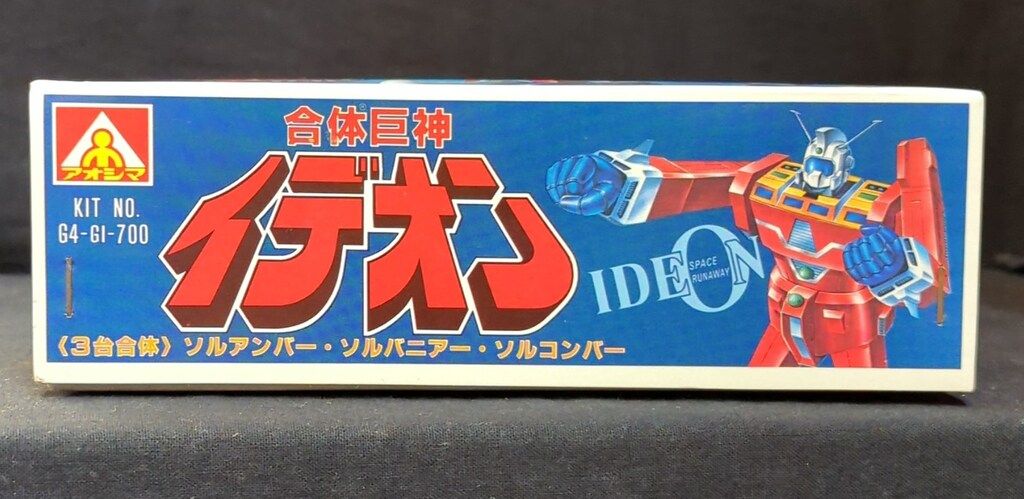 アオシマ
KIT NO.
G4-GI-700
合体巨神
イデオン
IDEON
SPACE
RUNAWAY
《3台合体》ソルアンバー・ソルバニアー・ソルコンバー